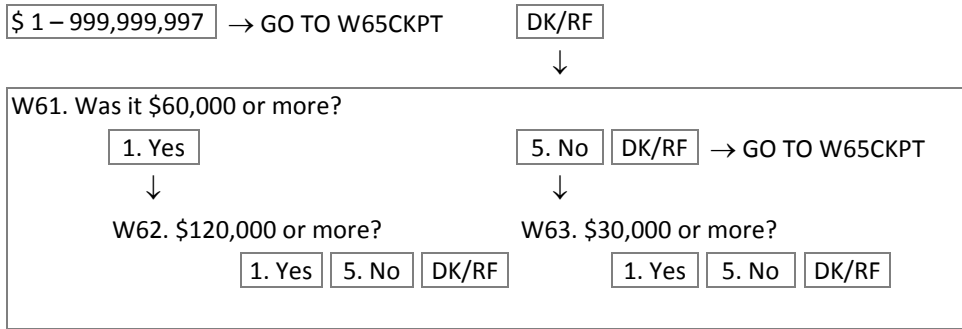 $ 1 – 999,999,997 → GO TO W65CKPT DK/RF
↓
W61. Was it $60,000 or more?
1. Yes 5. No DK/RF → GO TO W65CKPT
↓ ↓
W62. $120,000 or more? W63. $30,000 or more?
1. Yes 5. No DK/RF 1. Yes 5. No DK/RF